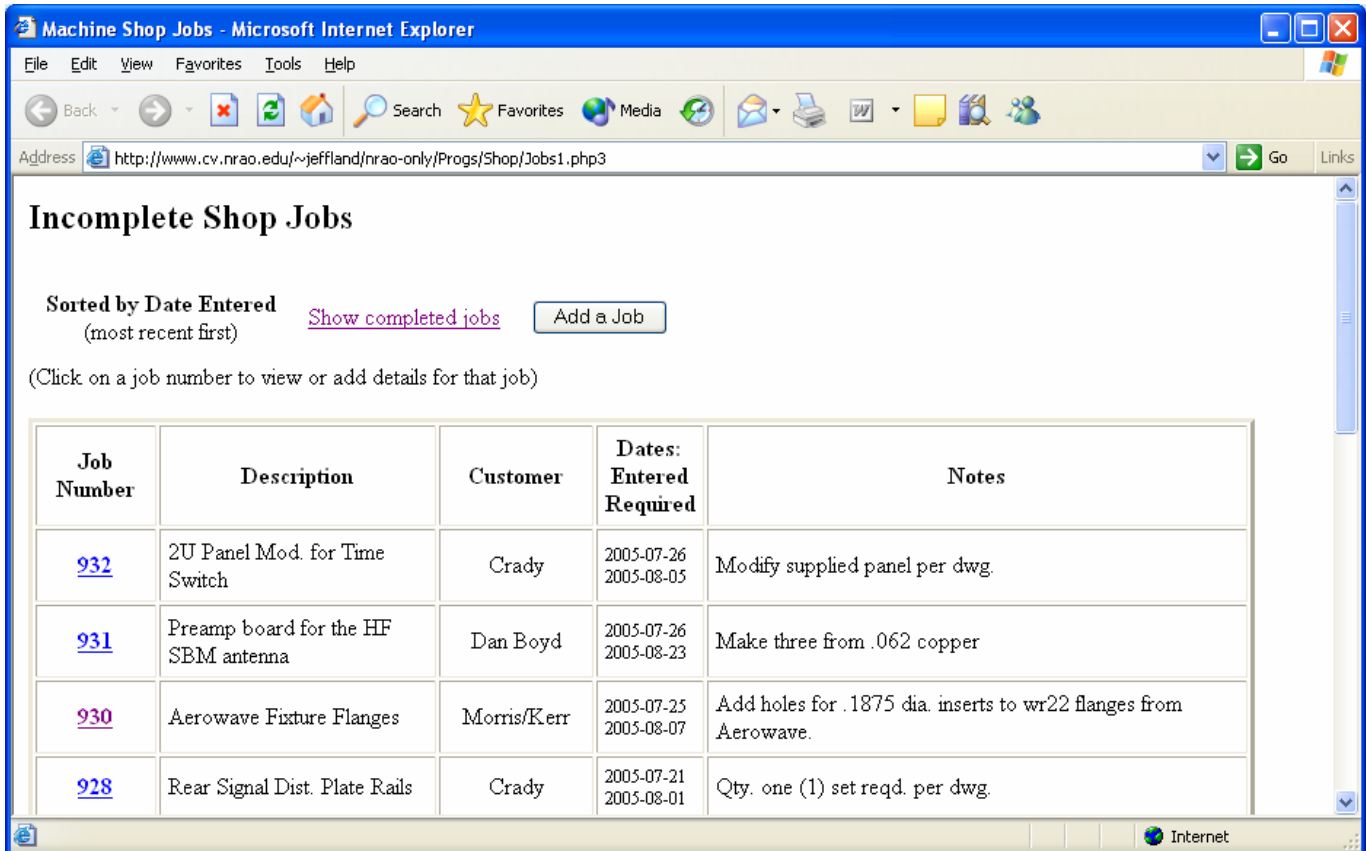 Machine Shop Jobs - Microsoft Internet Explorer
File Edit View Favorites Tools Help
Back Search Favorites Media
Address http://www.cv.nrao.edu/~jeffland/nrao-only/Progs/Shop/Jobs1.php3 Go Links
Incomplete Shop Jobs
Sorted by Date Entered
(most recent first)
Show completed jobs
Add a Job
(Click on a job number to view or add details for that job)
Job
Number
Description
Customer
Dates:
Entered
Required
Notes
932
2U Panel Mod. for Time
Switch
Crady
2005-07-26
2005-08-05
Modify supplied panel per dwg.
931
Preamp board for the HF
SBM antenna
Dan Boyd
2005-07-26
2005-08-23
Make three from .062 copper
930
Aerowave Fixture Flanges
Morris/Kerr
2005-07-25
2005-08-07
Add holes for .1875 dia. inserts to wr22 flanges from
Aerowave.
928
Rear Signal Dist. Plate Rails
Crady
2005-07-21
2005-08-01
Qty. one (1) set reqd. per dwg.
Internet